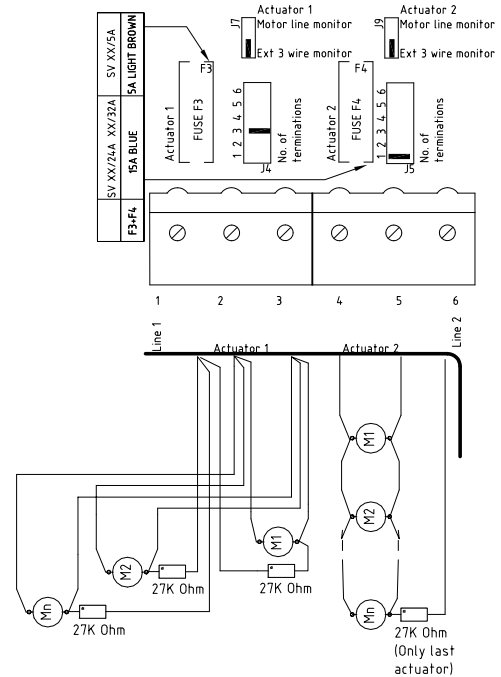 Actuator 1
J7
Motor line monitor
Ext 3 wire monitor
Actuator 2
J9
Motor line monitor
Ext 3 wire monitor
SV XX/5A
5A LIGHT BROWN
SV XX/24A XX/32A
15A BLUE
F3+F4
Actuator 1
FUSE F3
F3
1 2 3 4 5 6
J4
No. of
terminations
Actuator 2
FUSE F4
F4
1 2 3 4 5 6
J5
No. of
terminations
1 2 3 4 5 6
Line 1
Actuator 1
Actuator 2
Line 2
M1
M2
M1
M2
27K Ohm
27K Ohm
Mn
27K Ohm
Mn
27K Ohm
(Only last
actuator)